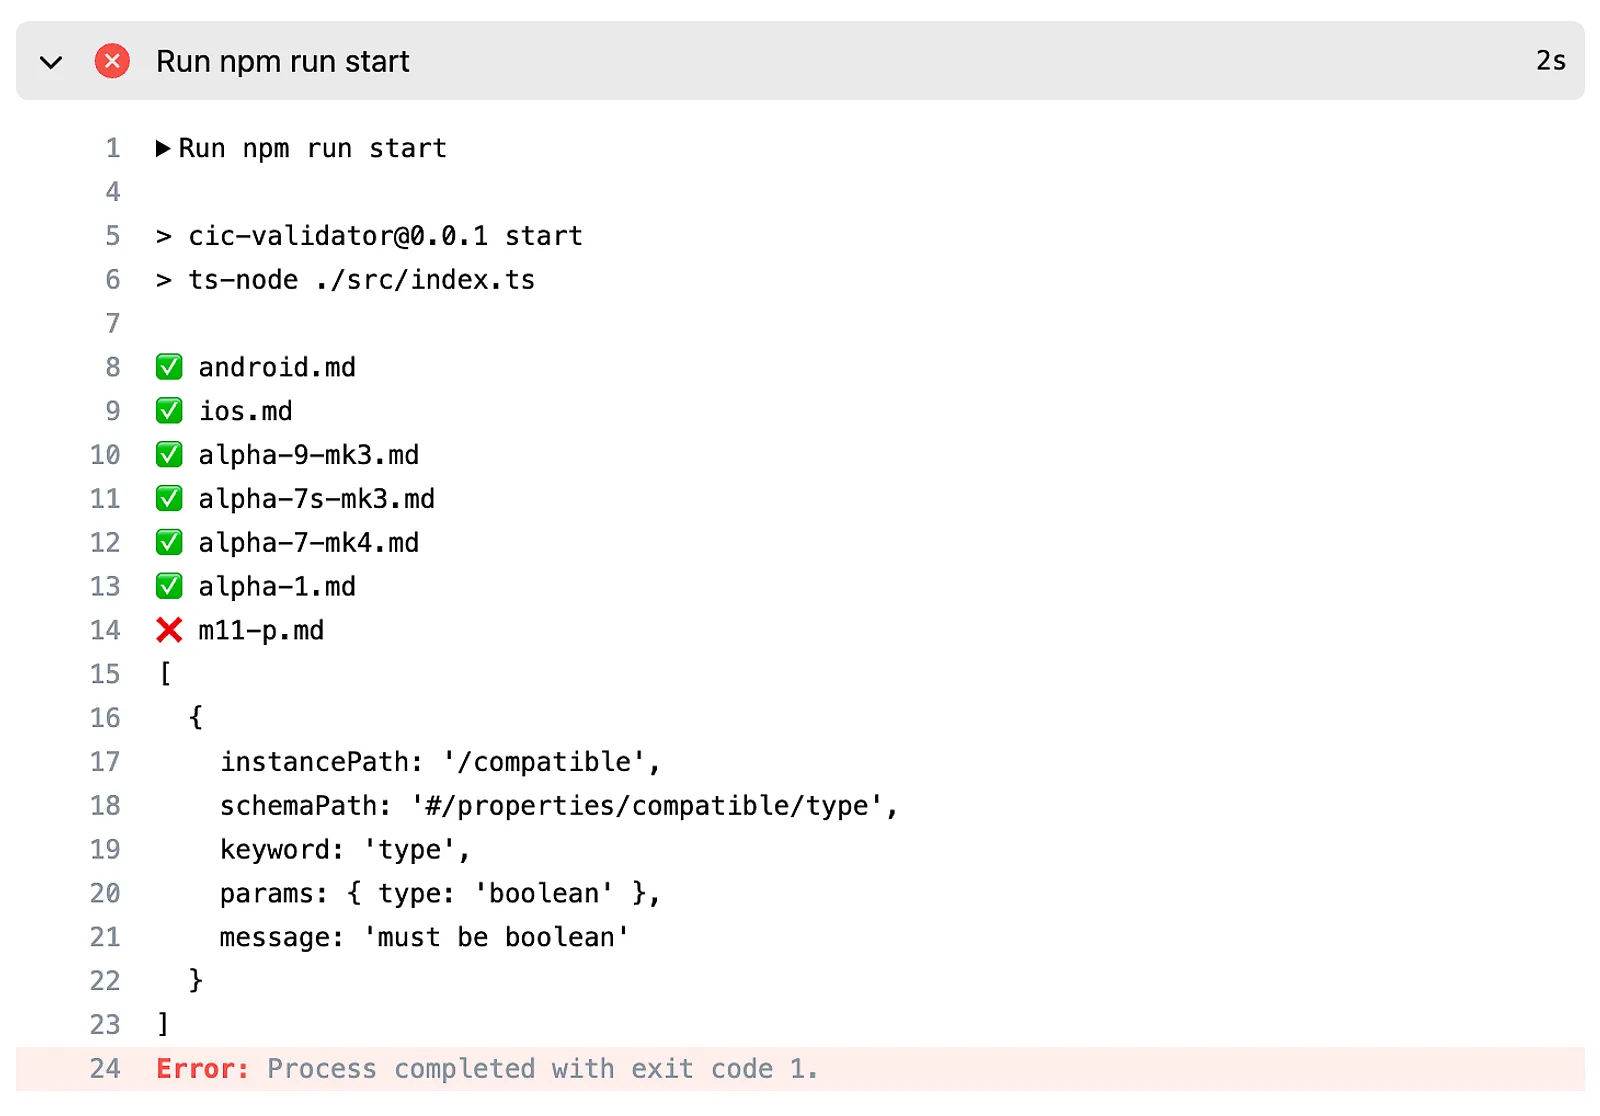 Run npm run start 2s
1 ▶Run npm run start
4
5 > cic-validator@0.0.1 start
6 > ts-node ./src/index.ts
7
8 ✅ android.md
9 ✅ ios.md
10 ✅ alpha-9-mk3.md
11 ✅ alpha-7s-mk3.md
12 ✅ alpha-7-mk4.md
13 ✅ alpha-1.md
14 ❌ m11-p.md
15 [
16   {
17     instancePath: '/compatible',
18     schemaPath: '#/properties/compatible/type',
19     keyword: 'type',
20     params: { type: 'boolean' },
21     message: 'must be boolean'
22   }
23 ]
24 Error: Process completed with exit code 1.